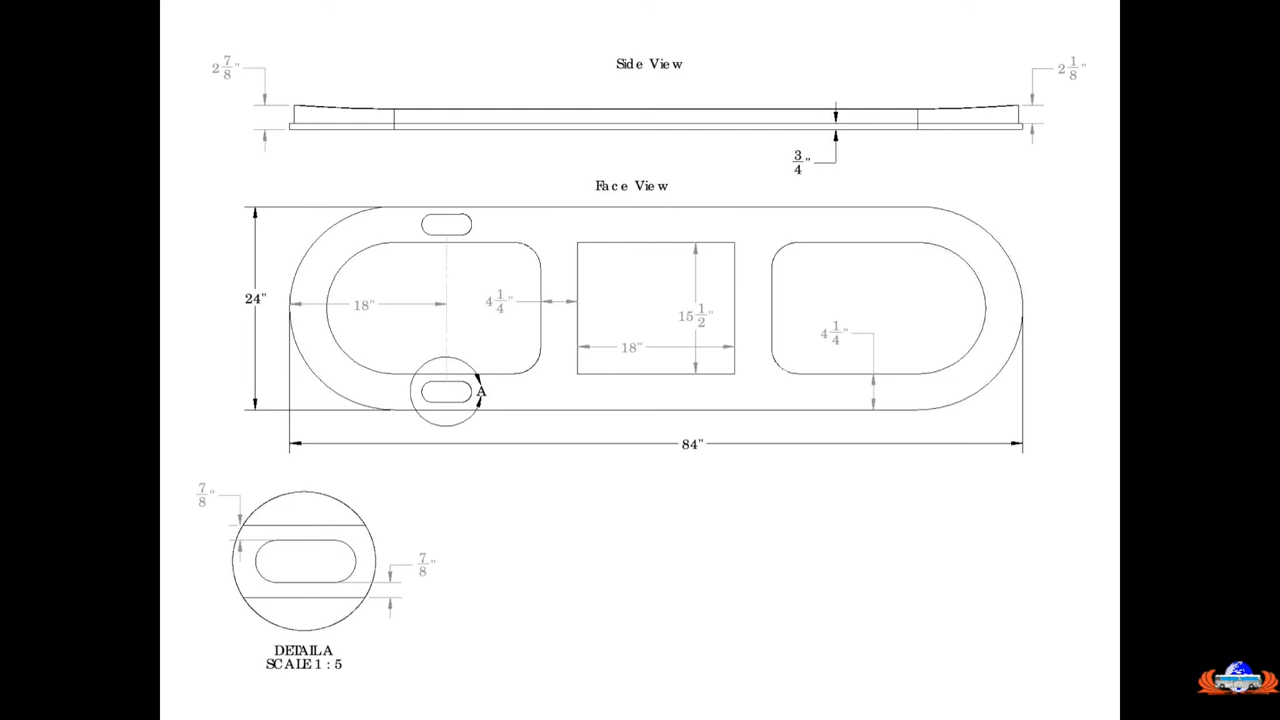 Side View
2 7/8"
2 1/8"
3/4"
Face View
24"
18"
4 1/4"
15 1/2"
18"
4 1/4"
A
84"
7/8"
7/8"
DETAIL A
SCALE 1 : 5